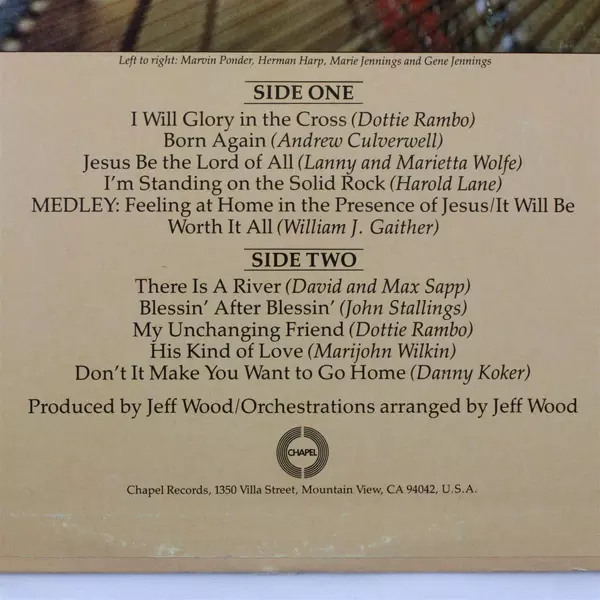 Left to right: Marvin Ponder, Herman Harp, Marie Jennings and Gene Jennings
SIDE ONE
I Will Glory in the Cross (Dottie Rambo)
Born Again (Andrew Culverwell)
Jesus Be the Lord of All (Lanny and Marietta Wolfe)
I'm Standing on the Solid Rock (Harold Lane)
MEDLEY: Feeling at Home in the Presence of Jesus/It Will Be
Worth It All (William J. Gaither)
SIDE TWO
There Is A River (David and Max Sapp)
Blessin' After Blessin' (John Stallings)
My Unchanging Friend (Dottie Rambo)
His Kind of Love (Marijohn Wilkin)
Don't It Make You Want to Go Home (Danny Koker)
Produced by Jeff Wood/Orchestrations arranged by Jeff Wood
CHAPEL
Chapel Records, 1350 Villa Street, Mountain View, CA 94042, U.S.A.